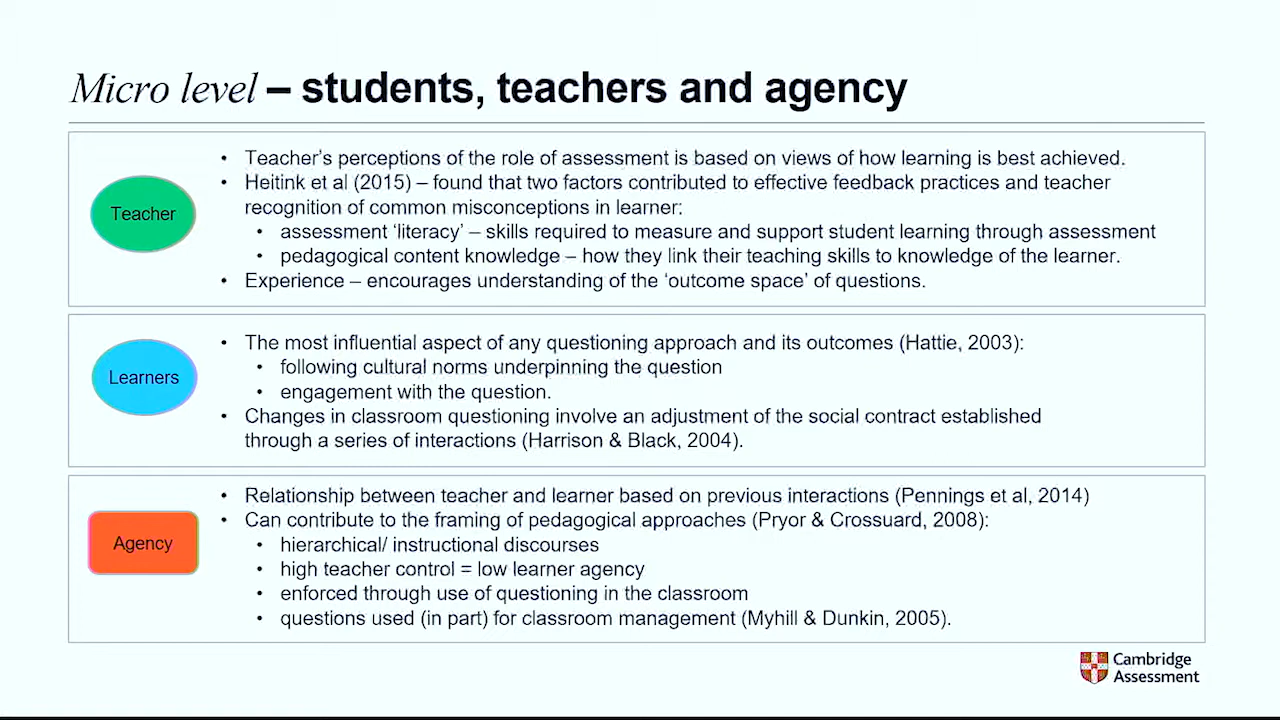 Micro level – students, teachers and agency
Teacher
• Teacher's perceptions of the role of assessment is based on views of how learning is best achieved.
• Heitink et al (2015) – found that two factors contributed to effective feedback practices and teacher
recognition of common misconceptions in learner:
• assessment 'literacy' – skills required to measure and support student learning through assessment
• pedagogical content knowledge – how they link their teaching skills to knowledge of the learner.
• Experience – encourages understanding of the 'outcome space' of questions.
Learners
• The most influential aspect of any questioning approach and its outcomes (Hattie, 2003):
• following cultural norms underpinning the question
• engagement with the question.
• Changes in classroom questioning involve an adjustment of the social contract established
through a series of interactions (Harrison & Black, 2004).
Agency
• Relationship between teacher and learner based on previous interactions (Pennings et al, 2014)
• Can contribute to the framing of pedagogical approaches (Pryor & Crossuard, 2008):
• hierarchical/ instructional discourses
• high teacher control = low learner agency
• enforced through use of questioning in the classroom
• questions used (in part) for classroom management (Myhill & Dunkin, 2005).
Cambridge
Assessment